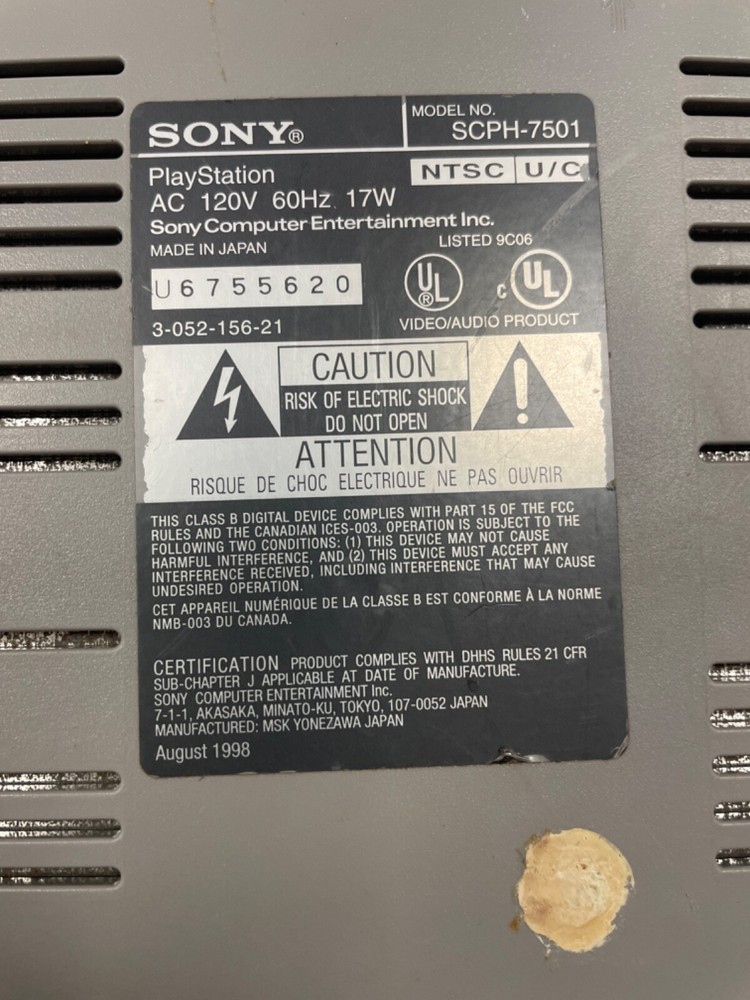 SONY®
MODEL NO.
SCPH-7501
PlayStation
NTSC U/C
AC 120V 60Hz 17W
Sony Computer Entertainment Inc.
MADE IN JAPAN
LISTED 9C06
U6755620
UL®
c UL
3-052-156-21
VIDEO/AUDIO PRODUCT
CAUTION
RISK OF ELECTRIC SHOCK
DO NOT OPEN
ATTENTION
RISQUE DE CHOC ELECTRIQUE NE PAS OUVRIR
THIS CLASS B DIGITAL DEVICE COMPLIES WITH PART 15 OF THE FCC
RULES AND THE CANADIAN ICES-003. OPERATION IS SUBJECT TO THE
FOLLOWING TWO CONDITIONS: (1) THIS DEVICE MAY NOT CAUSE
HARMFUL INTERFERENCE, AND (2) THIS DEVICE MUST ACCEPT ANY
INTERFERENCE RECEIVED, INCLUDING INTERFERENCE THAT MAY CAUSE
UNDESIRED OPERATION.
CET APPAREIL NUMÉRIQUE DE LA CLASSE B EST CONFORME À LA NORME
NMB-003 DU CANADA.
CERTIFICATION PRODUCT COMPLIES WITH DHHS RULES 21 CFR
SUB-CHAPTER J APPLICABLE AT DATE OF MANUFACTURE.
SONY COMPUTER ENTERTAINMENT Inc.
7-1-1, AKASAKA, MINATO-KU, TOKYO, 107-0052 JAPAN
MANUFACTURED: MSK YONEZAWA JAPAN
August 1998